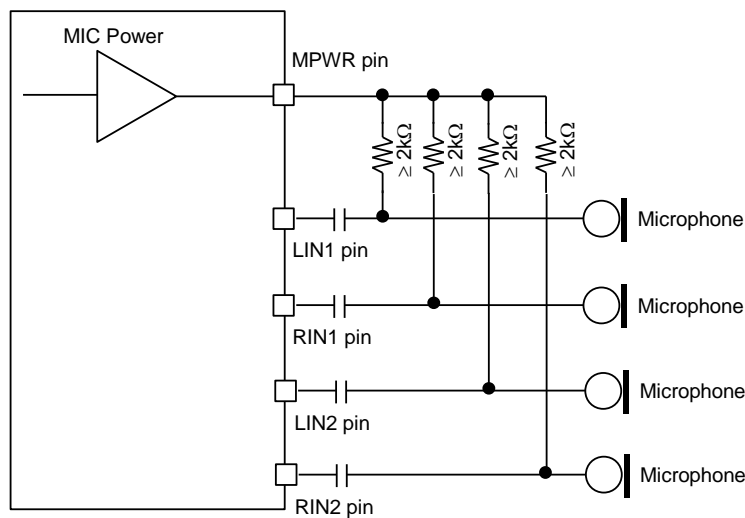 MIC Power
MPWR pin
≥ 2kΩ
≥ 2kΩ
≥ 2kΩ
≥ 2kΩ
LIN1 pin
Microphone
RIN1 pin
Microphone
LIN2 pin
Microphone
RIN2 pin
Microphone